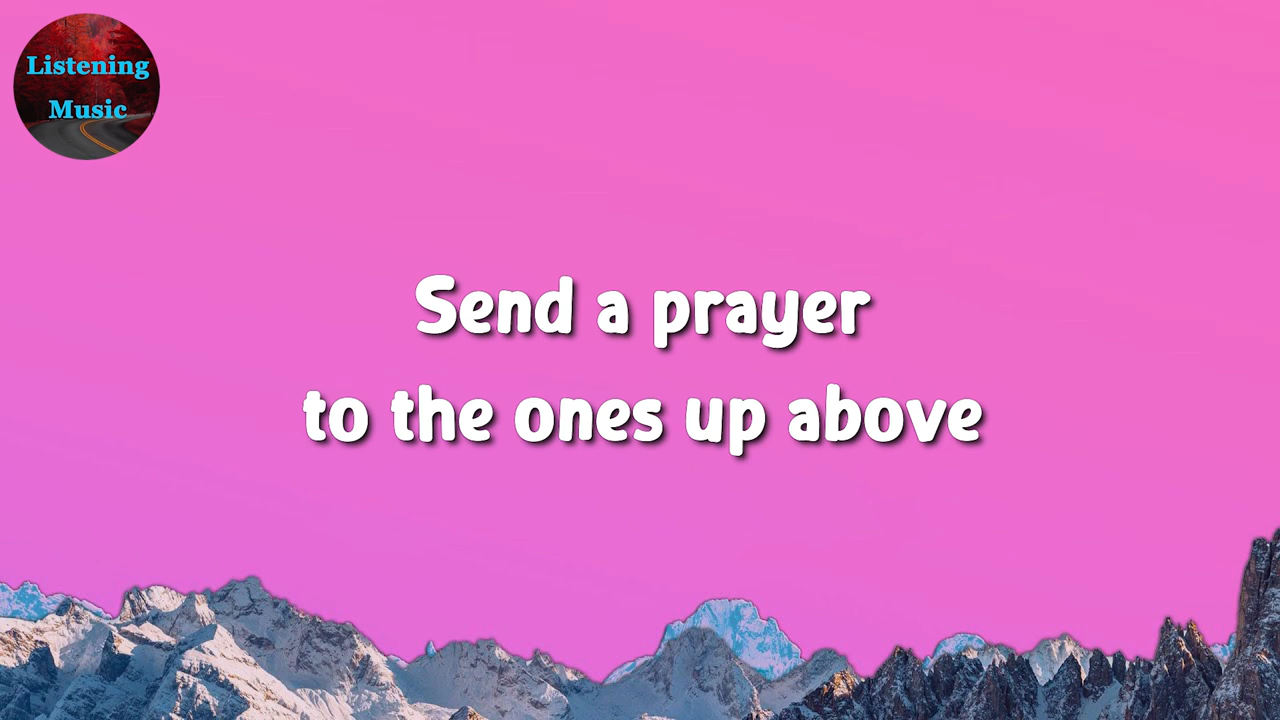 Listening
Music
Send a prayer
to the ones up above